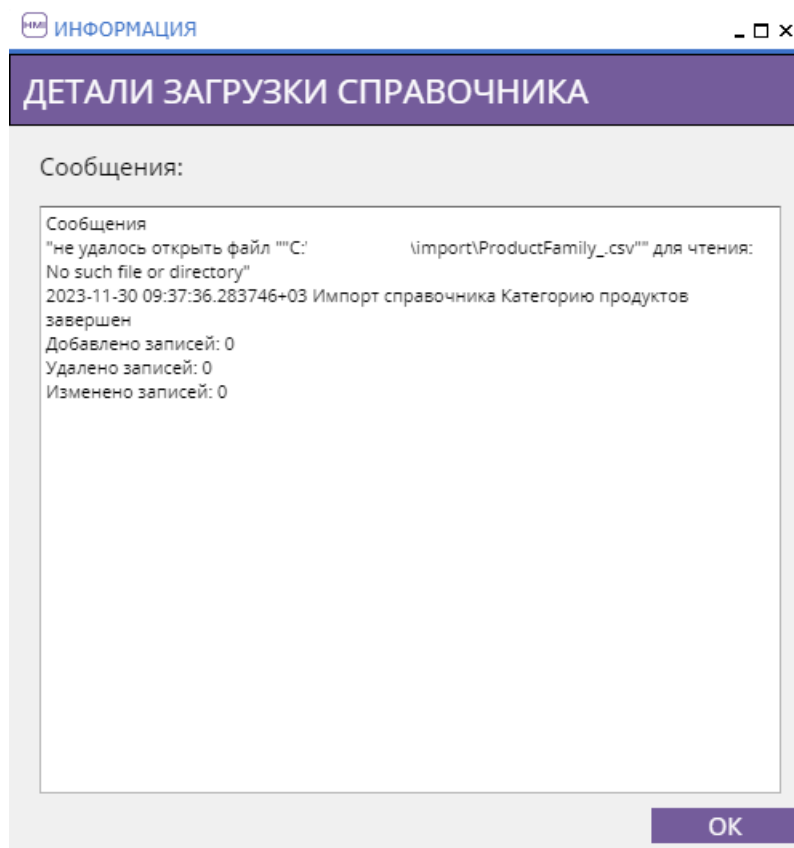 HMI ИНФОРМАЦИЯ
ДЕТАЛИ ЗАГРУЗКИ СПРАВОЧНИКА
Сообщения:
Сообщения
"не удалось открыть файл ""C:' \import\ProductFamily_.csv"" для чтения:
No such file or directory"
2023-11-30 09:37:36.283746+03 Импорт справочника Категорию продуктов
завершен
Добавлено записей: 0
Удалено записей: 0
Изменено записей: 0
OK